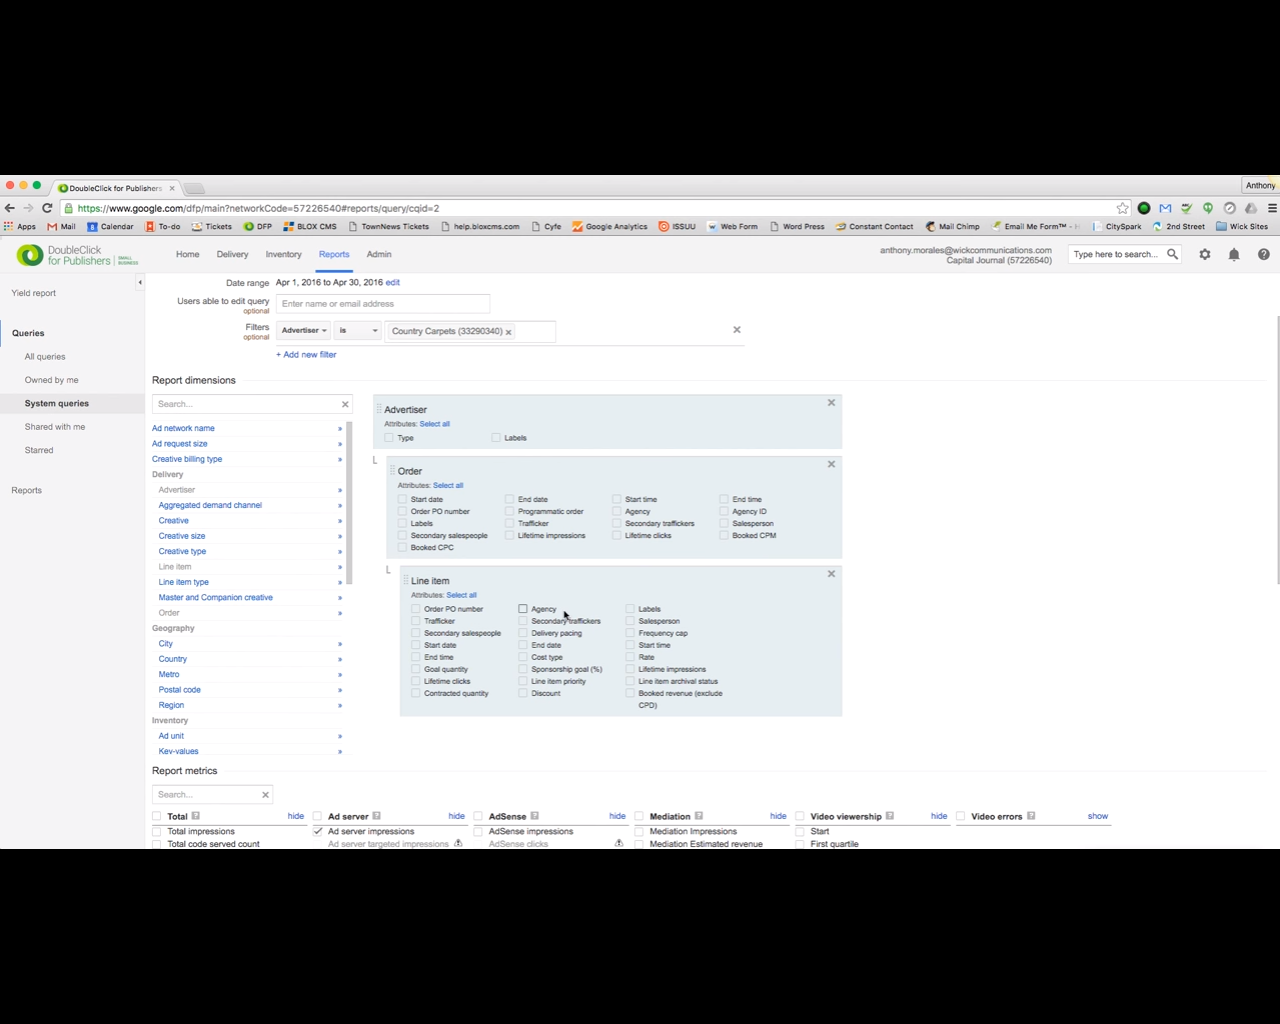 DoubleClick for Publishers
Anthony
https://www.google.com/dfp/main?networkCode=57226540#reports/query/cqid=2
Apps Mail Calendar To-do Tickets DFP BLOX CMS TownNews Tickets help.bloxcms.com Cyfe Google Analytics ISSUU Web Form Word Press Constant Contact Mail Chimp Email Me Form™ - CitySpark 2nd Street Wick Sites
DoubleClick
for Publishers SMALL BUSINESS
Home Delivery Inventory Reports Admin
anthony.morales@wickcommunications.com
Capital Journal (57226540)
Type here to search...
Yield report
Queries
All queries
Owned by me
System queries
Shared with me
Starred
Reports
Date range Apr 1, 2016 to Apr 30, 2016 edit
Users able to edit query
optional
Enter name or email address
Filters
optional
Advertiser is Country Carpets (33290340)
+ Add new filter
Report dimensions
Search...
Ad network name »
Ad request size »
Creative billing type »
Delivery
Advertiser »
Aggregated demand channel »
Creative »
Creative size »
Creative type »
Line item »
Line item type »
Master and Companion creative »
Order »
Geography
City »
Country »
Metro »
Postal code »
Region »
Inventory
Ad unit »
Key-values »
Advertiser
Attributes: Select all
Type Labels
Order
Attributes: Select all
Start date End date Start time End time
Order PO number Programmatic order Agency Agency ID
Labels Trafficker Secondary traffickers Salesperson
Secondary salespeople Lifetime impressions Lifetime clicks Booked CPM
Booked CPC
Line item
Attributes: Select all
Order PO number Agency Labels
Trafficker Secondary traffickers Salesperson
Secondary salespeople Delivery pacing Frequency cap
Start date End date Start time
End time Cost type Rate
Goal quantity Sponsorship goal (%) Lifetime impressions
Lifetime clicks Line item priority Line item archival status
Contracted quantity Discount Booked revenue (exclude
CPD)
Report metrics
Search...
Total ? hide Ad server ? hide AdSense ? hide Mediation ? hide Video viewership ? hide Video errors ? show
Total impressions Ad server impressions AdSense impressions Mediation Impressions Start
Total code served count Ad server targeted impressions AdSense clicks Mediation Estimated revenue First quartile